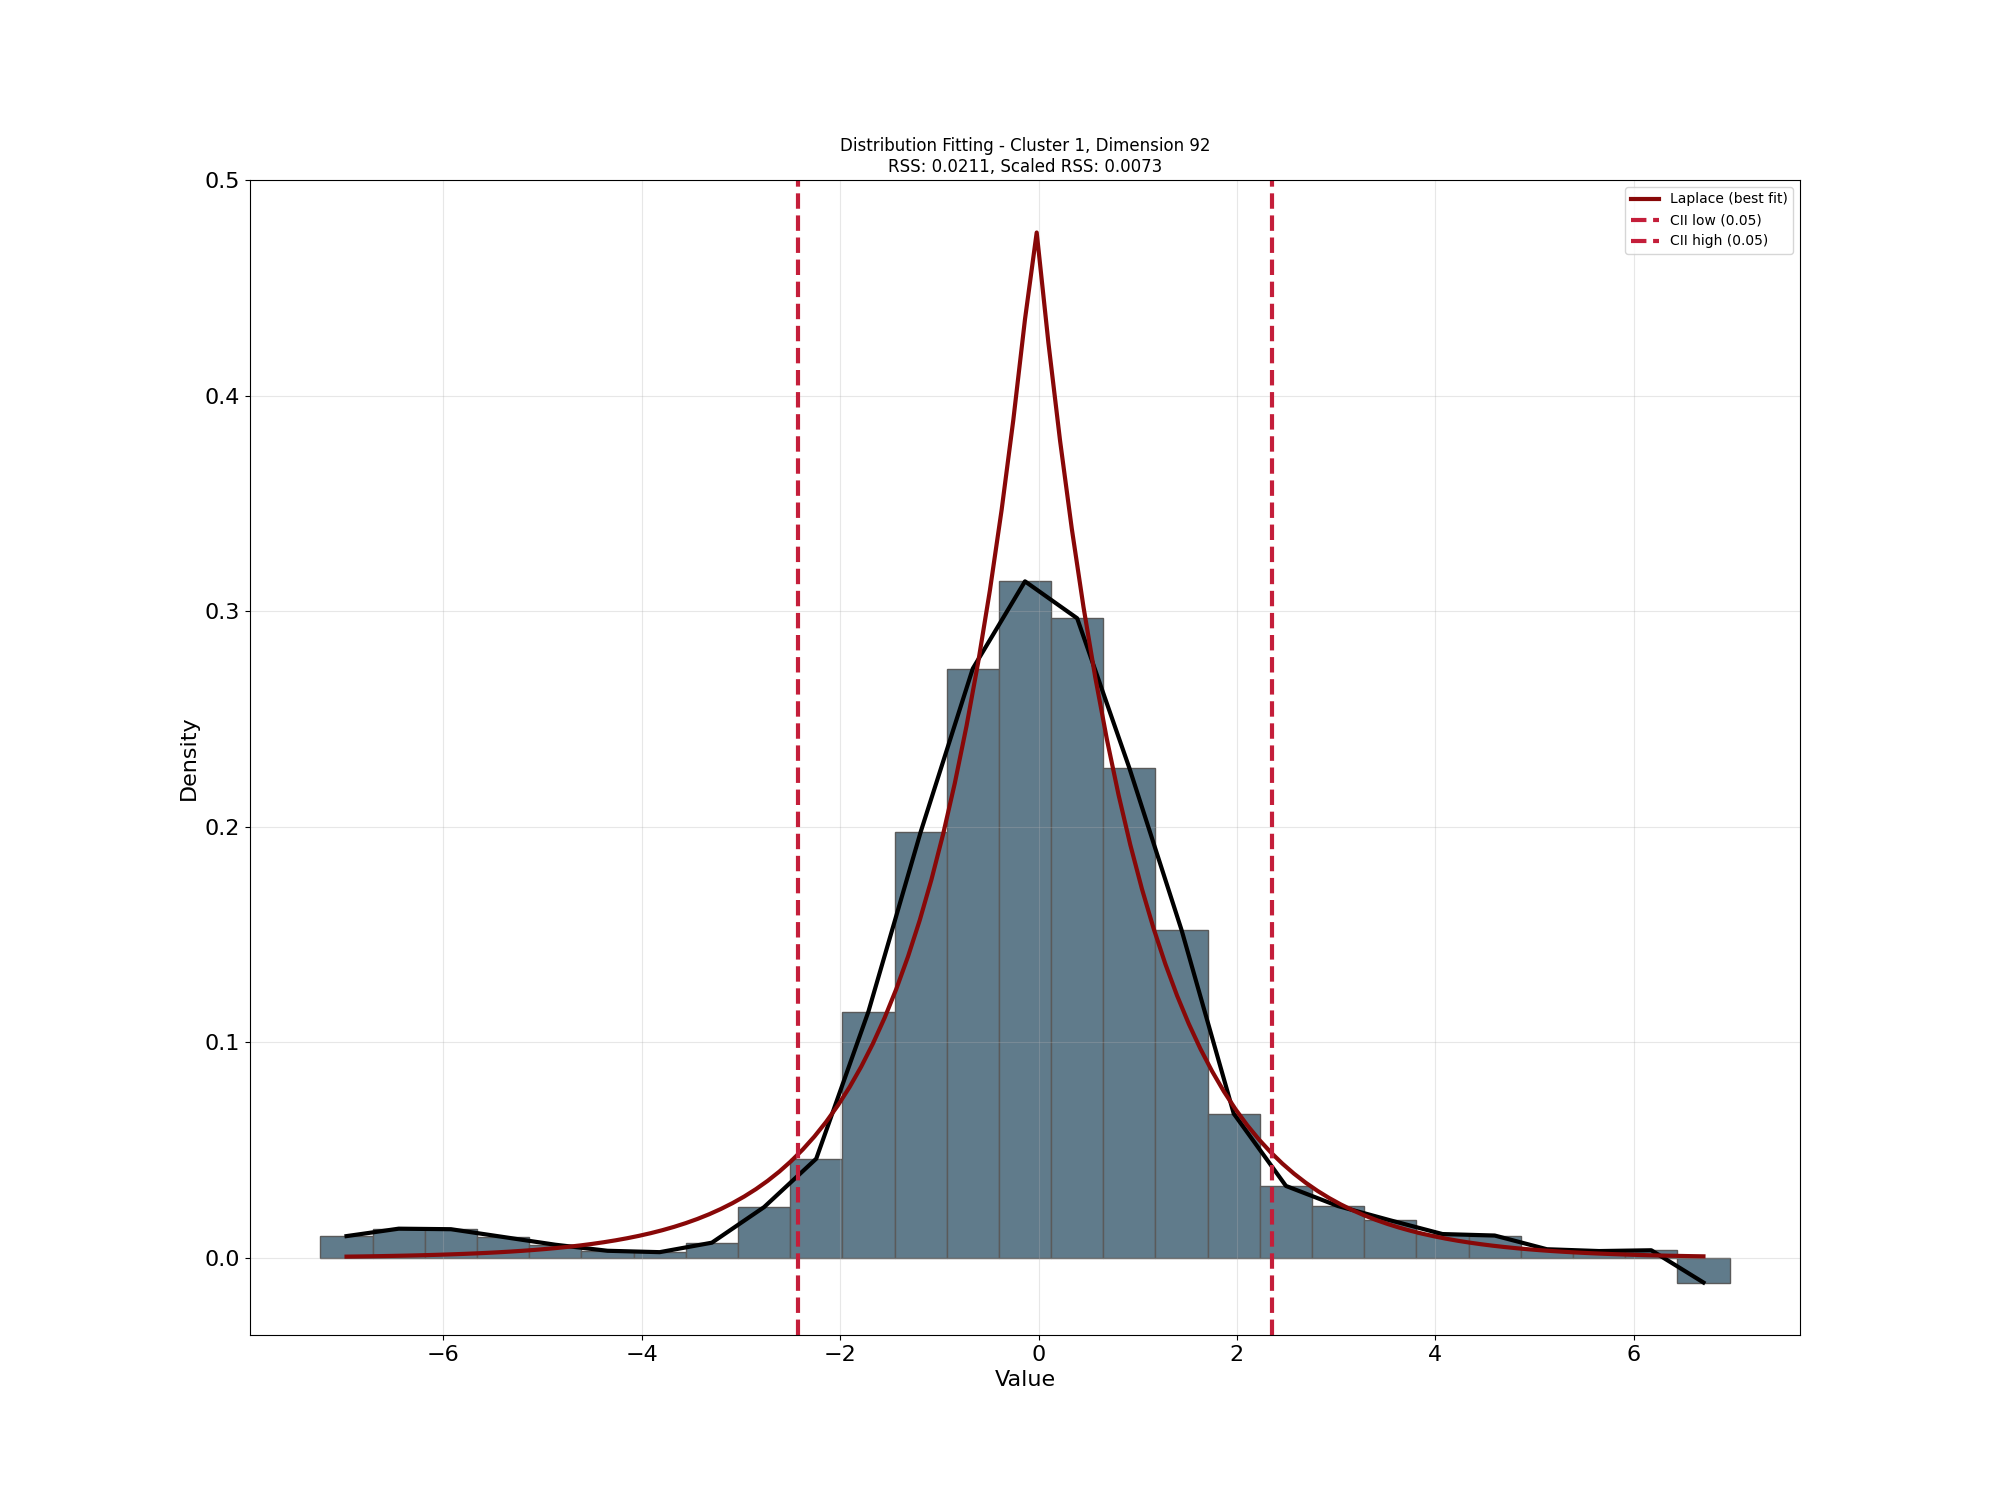 Distribution Fitting - Cluster 1, Dimension 92
RSS: 0.0211, Scaled RSS: 0.0073
Laplace (best fit)
CII low (0.05)
CII high (0.05)
0.5
0.4
0.3
0.2
0.1
0.0
Density
−6 −4 −2 0 2 4 6
Value